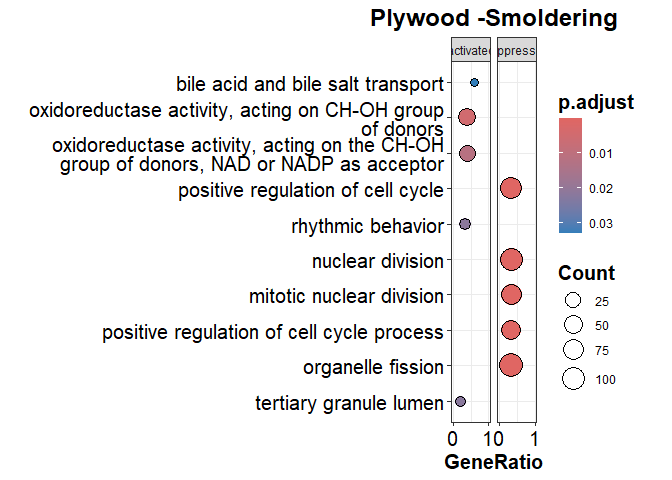 Plywood -Smoldering
activated
ppress
bile acid and bile salt transport
oxidoreductase activity, acting on CH-OH group
of donors
oxidoreductase activity, acting on the CH-OH
group of donors, NAD or NADP as acceptor
positive regulation of cell cycle
rhythmic behavior
nuclear division
mitotic nuclear division
positive regulation of cell cycle process
organelle fission
tertiary granule lumen
0 10 1
GeneRatio
p.adjust
0.01
0.02
0.03
Count
25
50
75
100